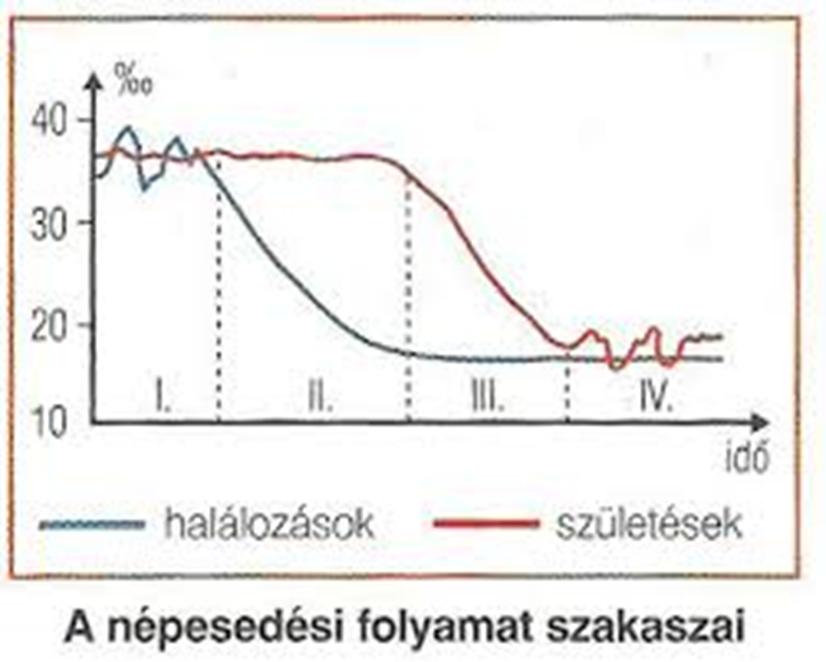 ‰
40
30
20
10
I. II. III. IV.
idő
halálozások születések
A népesedési folyamat szakaszai